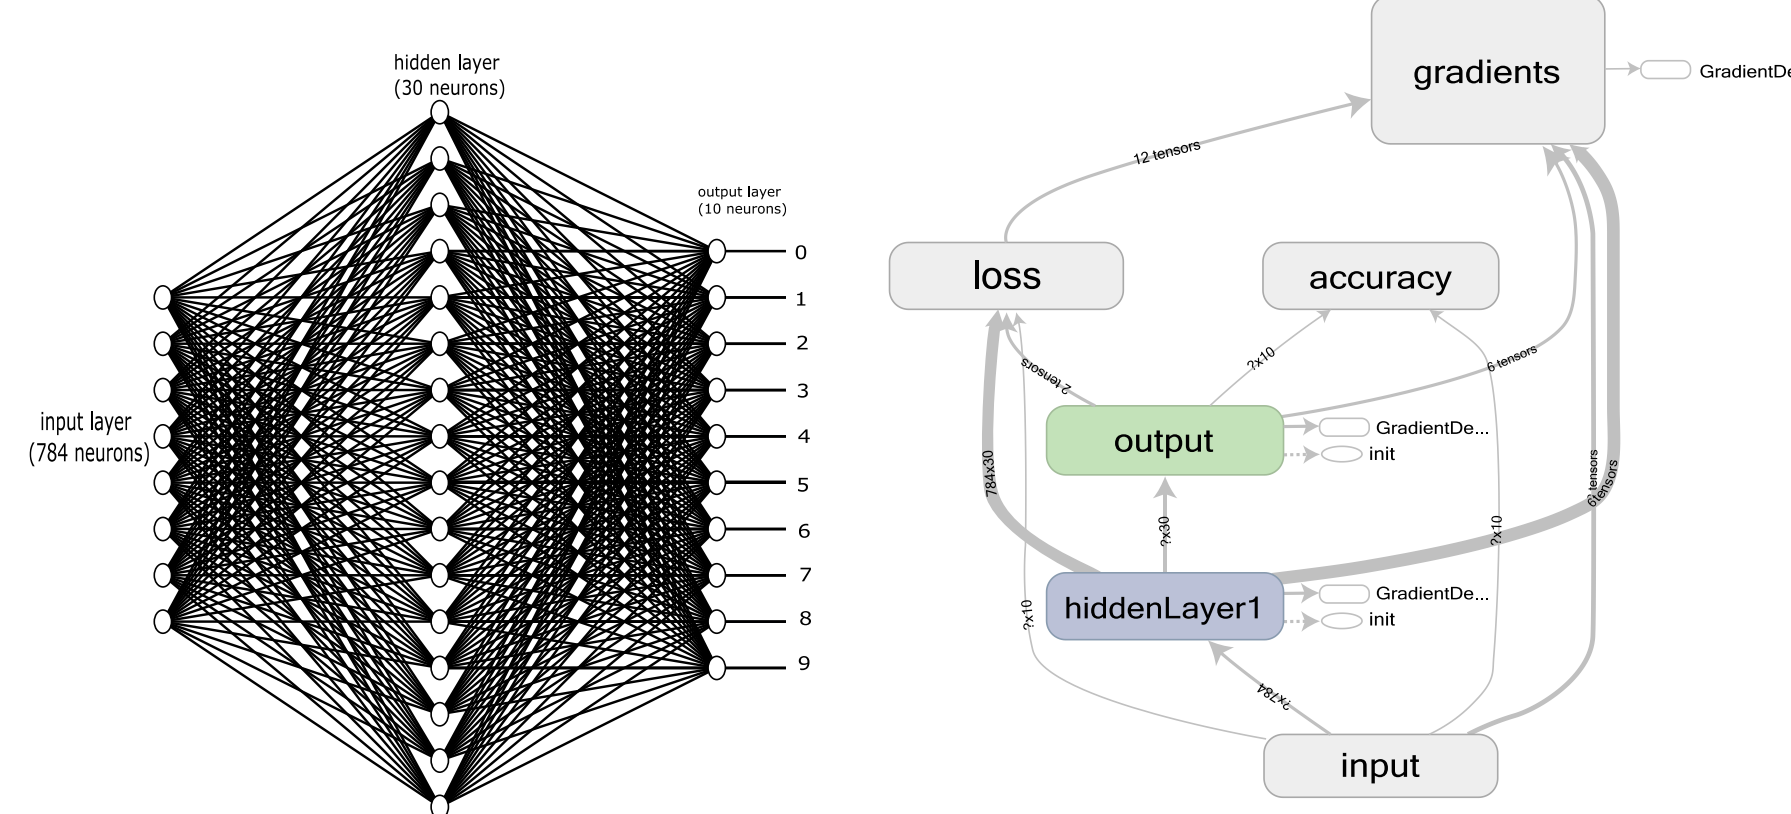 hidden layer
(30 neurons)
output layer
(10 neurons)
input layer
(784 neurons)
0
1
2
3
4
5
6
7
8
9
gradients
GradientDe
12 tensors
loss
accuracy
2 tensors
?x10
6 tensors
output
GradientDe...
init
784x30
?x30
?x10
tensors
6 tensors
hiddenLayer1
GradientDe...
init
?x10
?x784
input